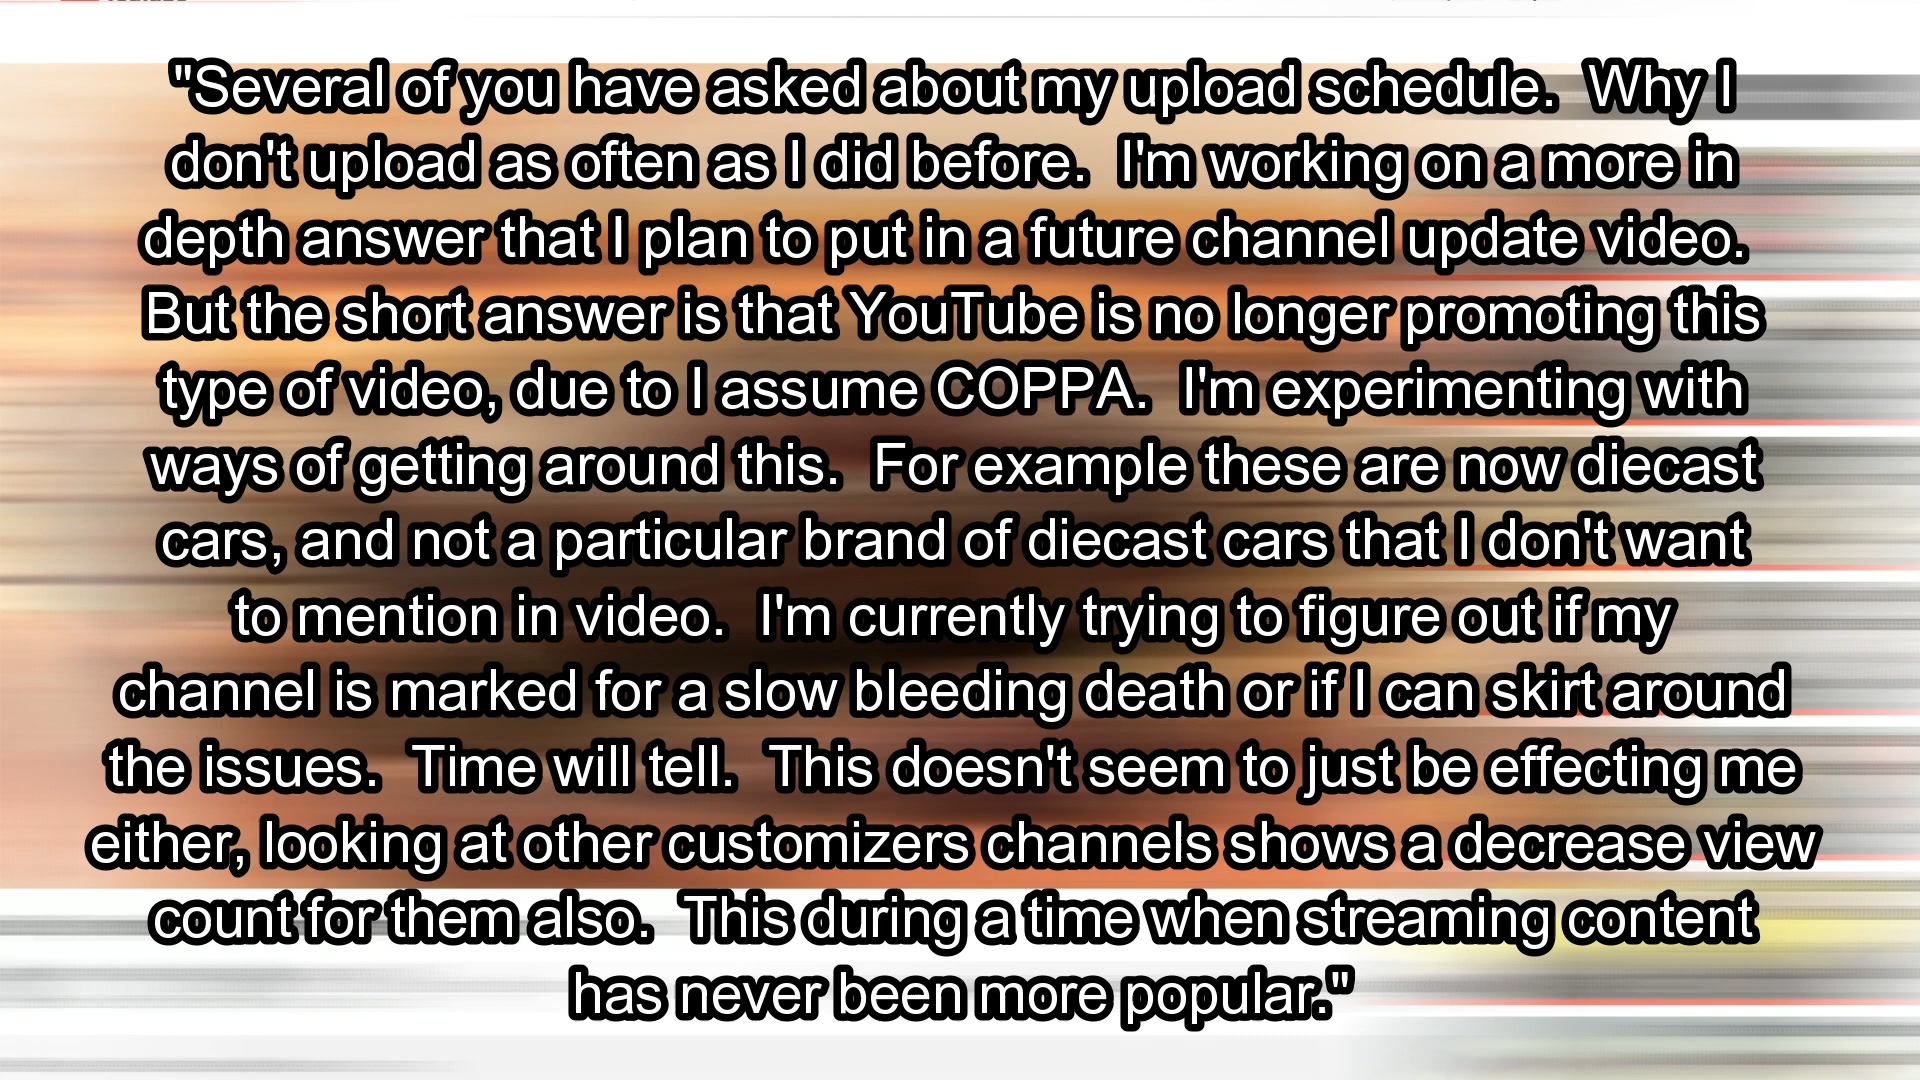 "Several of you have asked about my upload schedule.  Why I
don't upload as often as I did before.  I'm working on a more in
depth answer that I plan to put in a future channel update video.
But the short answer is that YouTube is no longer promoting this
type of video, due to I assume COPPA.  I'm experimenting with
ways of getting around this.  For example these are now diecast
cars, and not a particular brand of diecast cars that I don't want
to mention in video.  I'm currently trying to figure out if my
channel is marked for a slow bleeding death or if I can skirt around
the issues.  Time will tell.  This doesn't seem to just be effecting me
either, looking at other customizers channels shows a decrease view
count for them also.  This during a time when streaming content
has never been more popular."